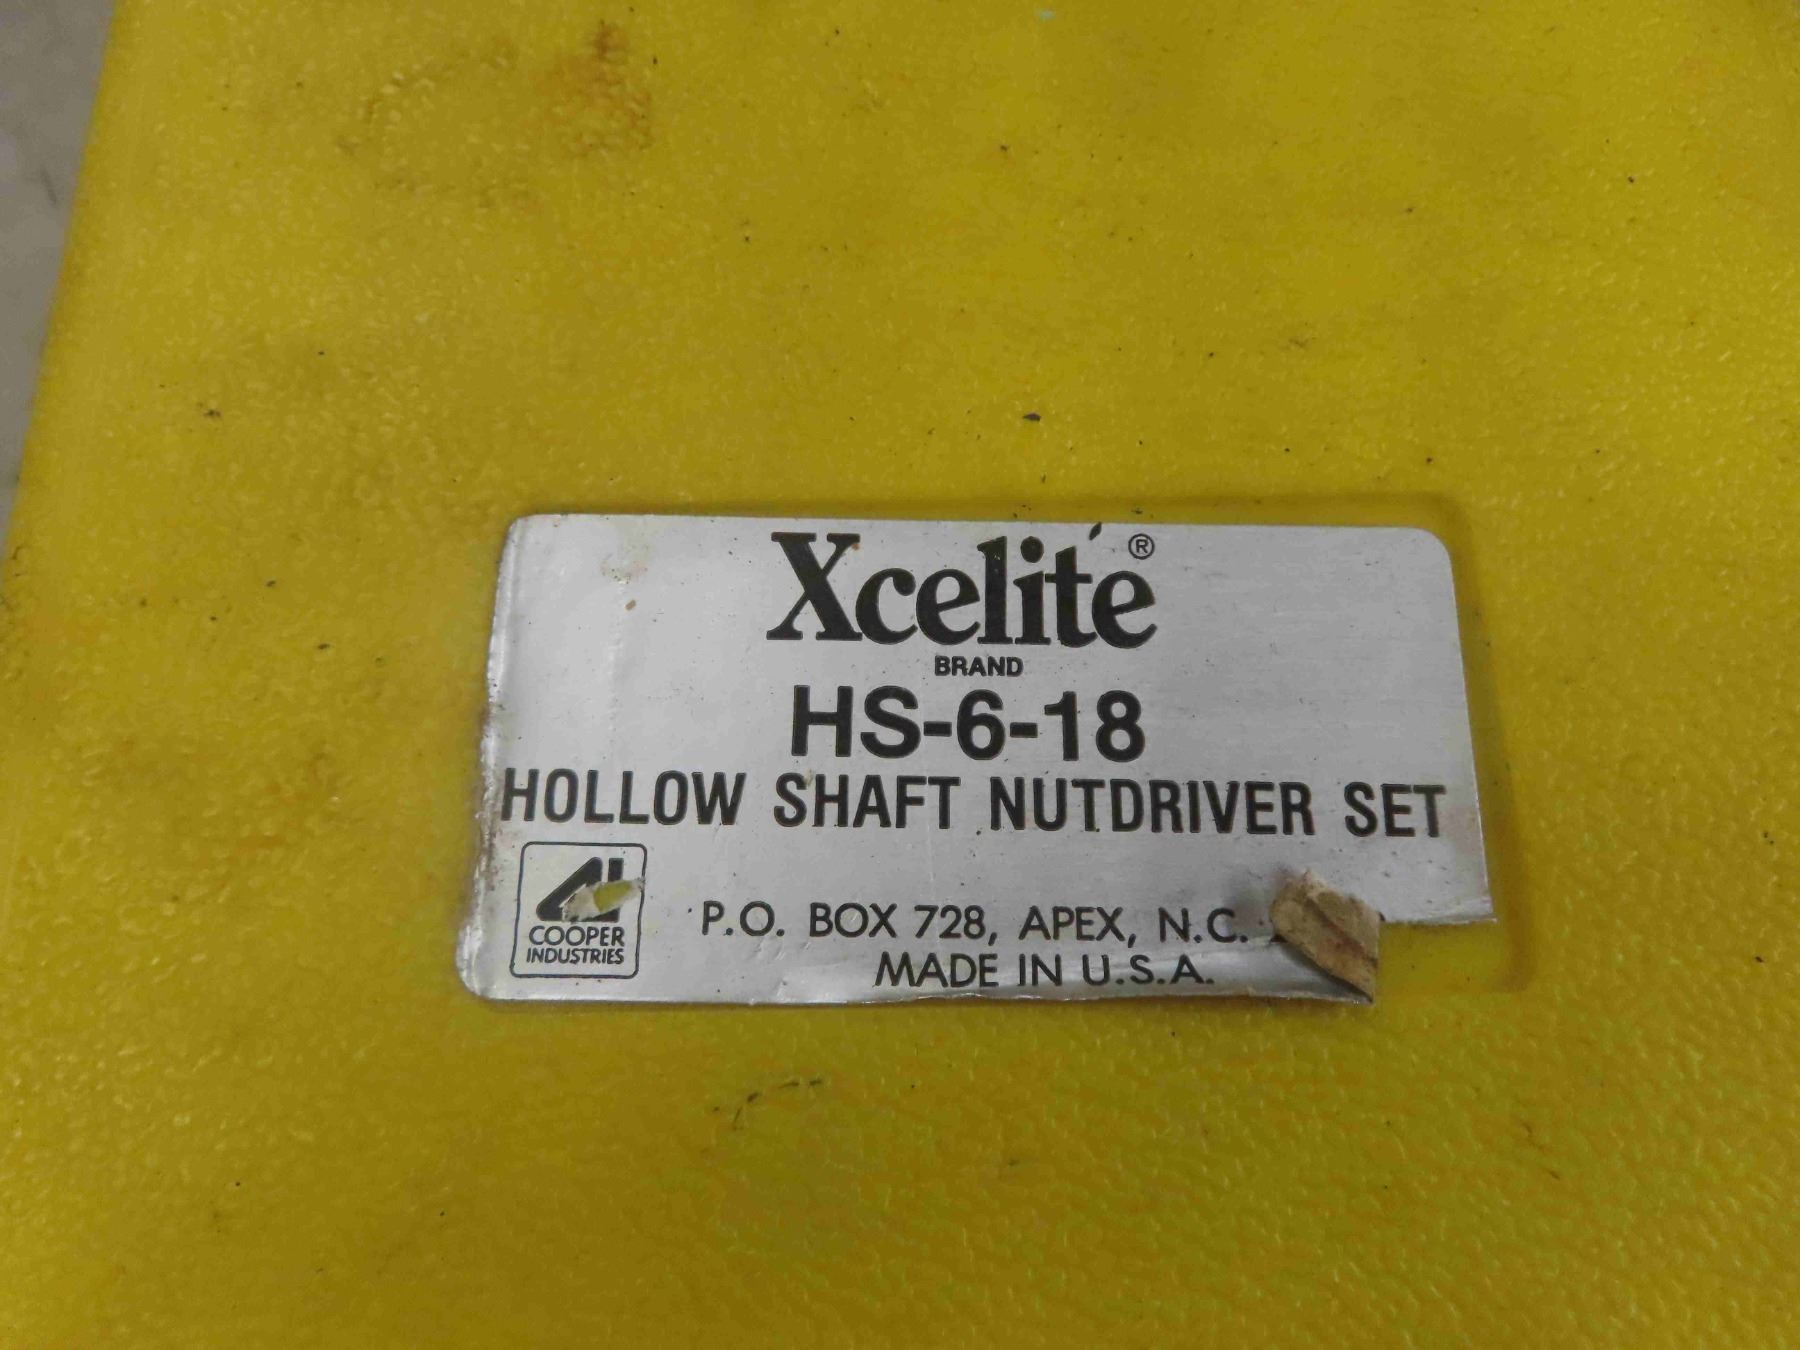 Xcelite®
BRAND
HS-6-18
HOLLOW SHAFT NUTDRIVER SET
COOPER
INDUSTRIES
P.O. BOX 728, APEX, N.C.
MADE IN U.S.A.